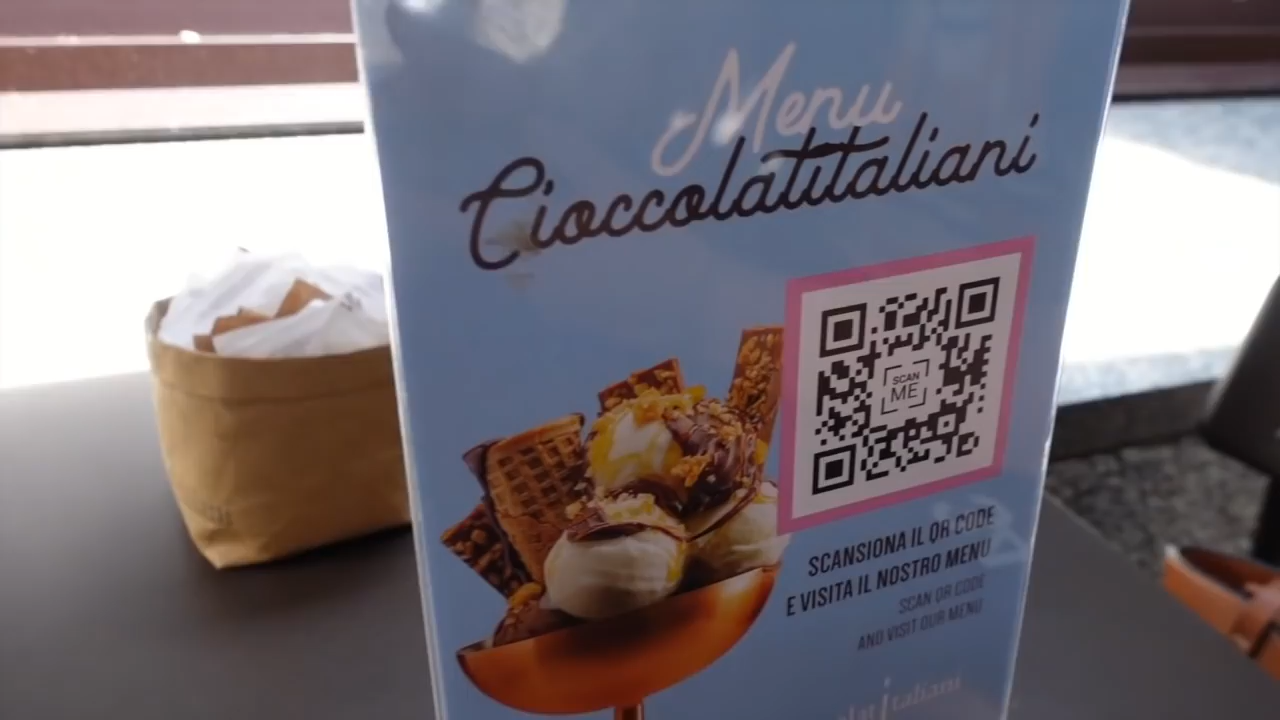 Menu
Cioccolatitaliani
SCAN
ME
SCANSIONA IL QR CODE
E VISITA IL NOSTRO MENU
SCAN QR CODE
AND VISIT OUR MENU